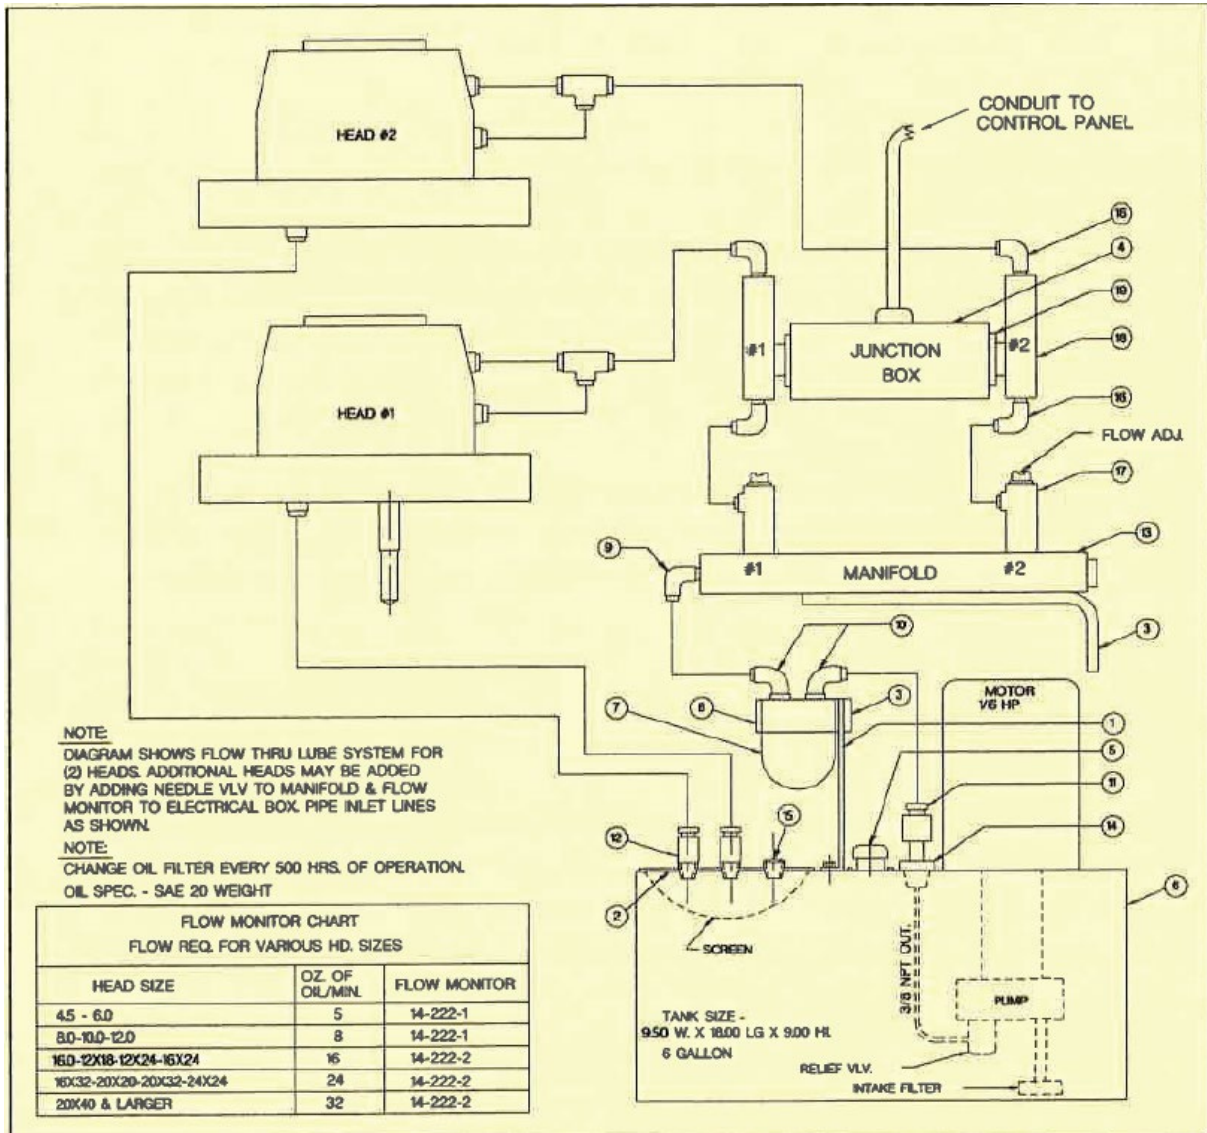 HEAD #2
CONDUIT TO
CONTROL PANEL
15
4
19
18
16
#1
JUNCTION
BOX
#2
HEAD #1
FLOW ADJ.
17
9
13
#1
MANIFOLD
#2
3
10
MOTOR
1/6 HP
7
8
3
1
5
11
NOTE:
DIAGRAM SHOWS FLOW THRU LUBE SYSTEM FOR
(2) HEADS. ADDITIONAL HEADS MAY BE ADDED
BY ADDING NEEDLE VLV TO MANIFOLD & FLOW
MONITOR TO ELECTRICAL BOX. PIPE INLET LINES
AS SHOWN.
NOTE:
CHANGE OIL FILTER EVERY 500 HRS. OF OPERATION.
OIL SPEC. - SAE 20 WEIGHT
12
15
14
2
6
SCREEN
3/8 NPT OUT.
PUMP
TANK SIZE -
9.50 W. X 18.00 LG X 9.00 HI.
6 GALLON
RELIEF VLV.
INTAKE FILTER
FLOW MONITOR CHART
FLOW REQ. FOR VARIOUS HD. SIZES
HEAD SIZE OZ. OF OIL/MIN. FLOW MONITOR
4.5 - 6.0 5 14-222-1
8.0-10.0-12.0 8 14-222-1
16.0-12X18-12X24-16X24 16 14-222-2
16X32-20X20-20X32-24X24 24 14-222-2
20X40 & LARGER 32 14-222-2